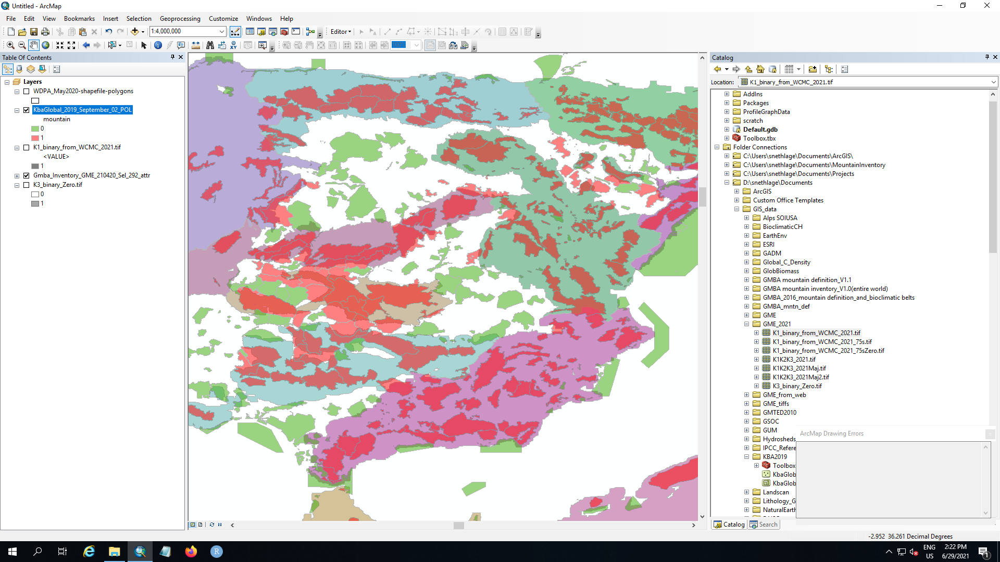 Untitled - ArcMap
File Edit View Bookmarks Insert Selection Geoprocessing Customize Windows Help
1:4,000,000
Editor
100%
Table Of Contents
Layers
WDPA_May2020-shapefile-polygons
KbaGlobal_2019_September_02_POL
mountain
0
1
K1_binary_from_WCMC_2021.tif
<VALUE>
1
Gmba_Inventory_GME_210420_Sel_292_attr
K3_binary_Zero.tif
0
1
Catalog
Location: K1_binary_from_WCMC_2021.tif
AddIns
Packages
ProfileGraphData
scratch
Default.gdb
Toolbox.tbx
Folder Connections
C:\Users\snethlage\Documents\ArcGIS\
C:\Users\snethlage\Documents\MountainInventory
C:\Users\snethlage\Documents\Projects
D:\snethlage\Documents
ArcGIS
Custom Office Templates
GIS_data
Alps SOIUSA
BioclimaticCH
EarthEnv
ESRI
GADM
Global_C_Density
GlobBiomass
GMBA mountain definition_V1.1
GMBA mountain inventory_V1.0(entire world)
GMBA_2016_mountain definition_and_bioclimatic belts
GMBA_mntn_def
GME
GME_2021
K1_binary_from_WCMC_2021.tif
K1_binary_from_WCMC_2021_75s.tif
K1_binary_from_WCMC_2021_75sZero.tif
K1K2K3_2021.tif
K1K2K3_2021Maj.tif
K1K2K3_2021Maj2.tif
K3_binary_Zero.tif
GME_from_web
GME_tiffs
GMTED2010
GSOC
GUM
Hydrosheds
IPCC_Refere
KBA2019
Toolbox
KbaGlob
KbaGlob
Landscan
Lithology_G
NaturalEarth
ArcMap Drawing Errors
Catalog Search
-2.952 36.261 Decimal Degrees
ENG
US
2:22 PM
6/29/2021
1